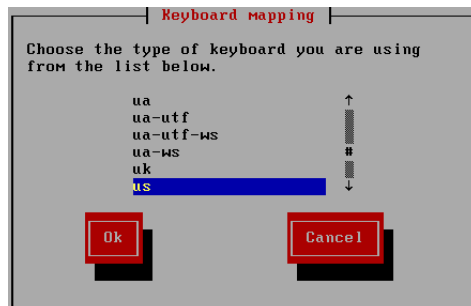 Keyboard mapping
Choose the type of keyboard you are using
from the list below.
ua
ua-utf
ua-utf-ws
ua-ws
uk
us
Ok
Cancel